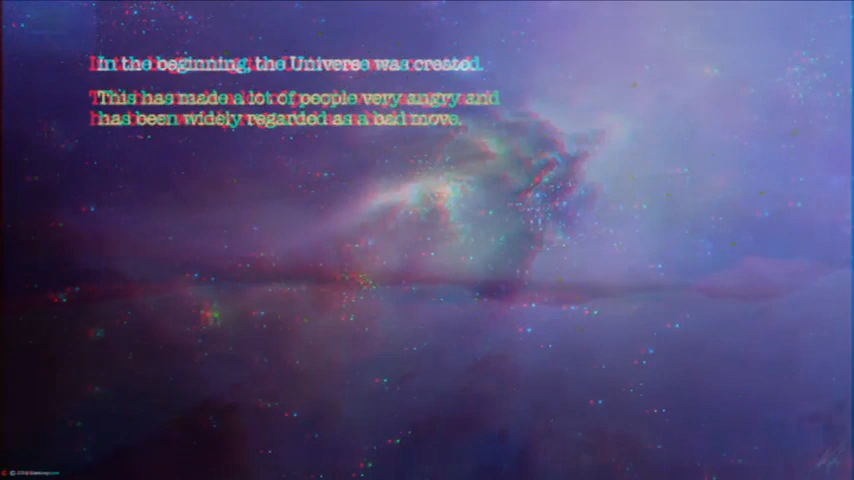 In the beginning, the Universe was created.
This has made a lot of people very angry and
has been widely regarded as a bad move.